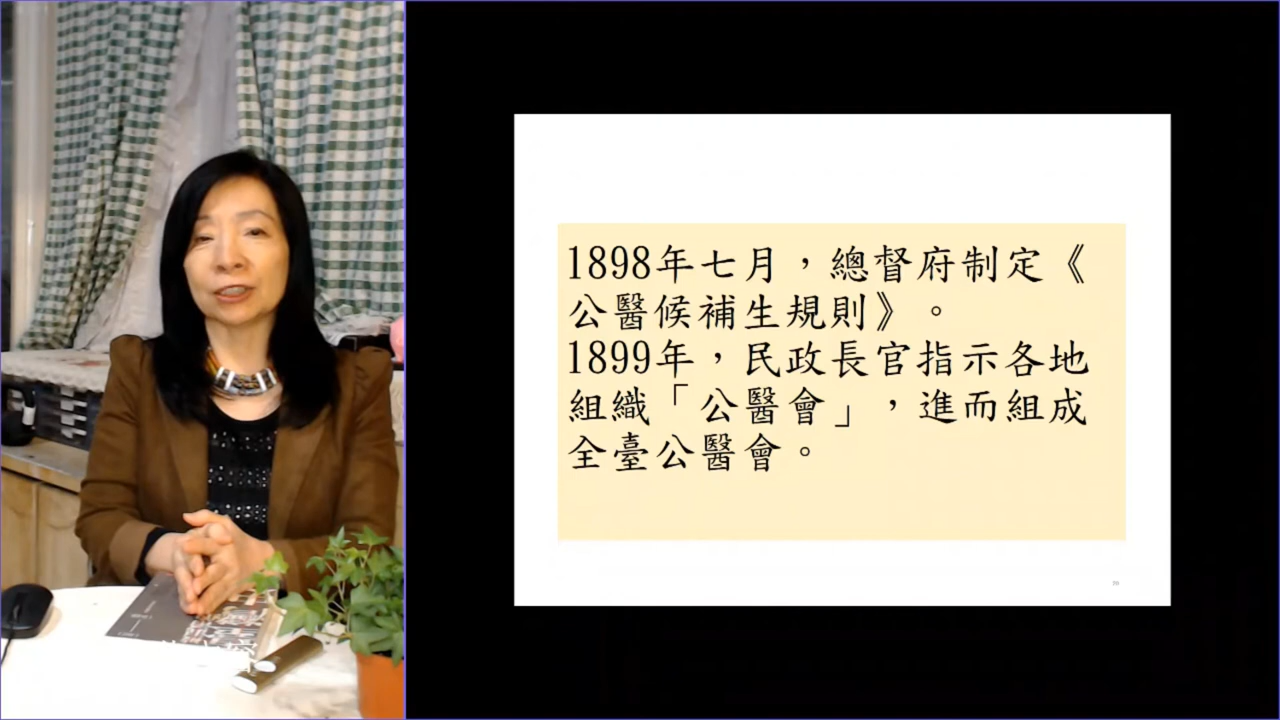 1898年七月，總督府制定《
公醫候補生規則》。
1899年，民政長官指示各地
組織「公醫會」，進而組成
全臺公醫會。